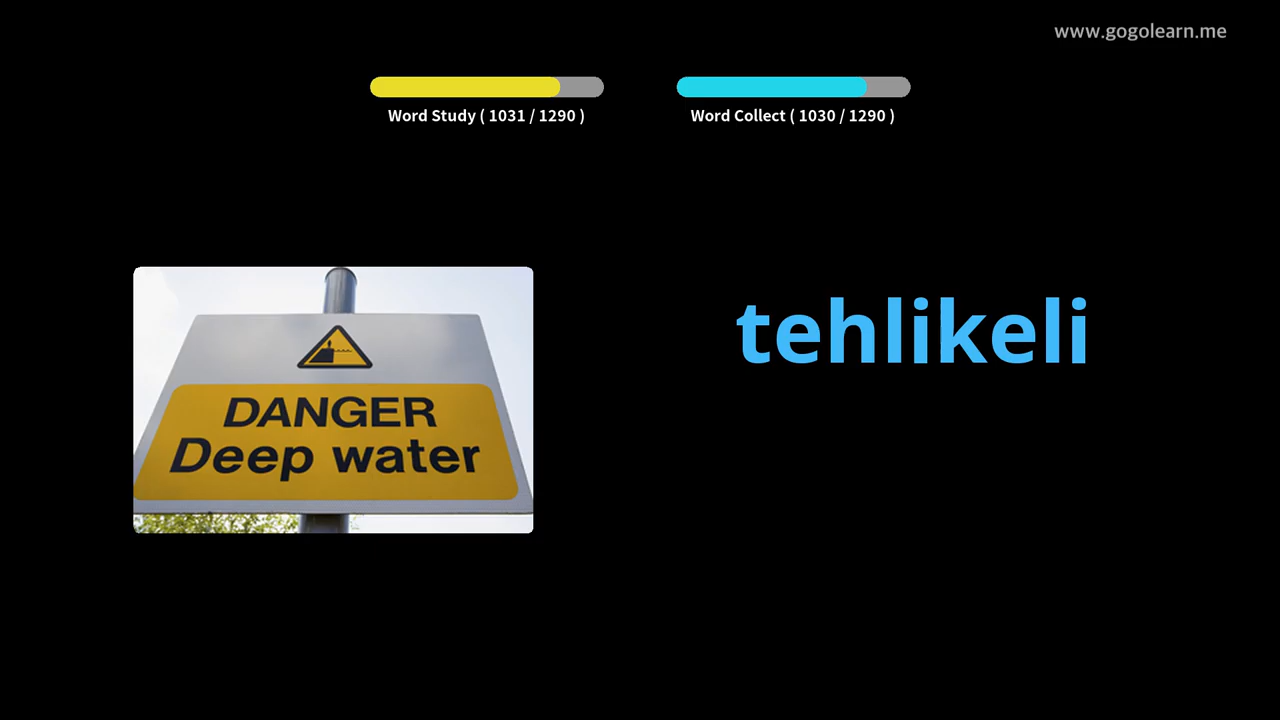 www.gogolearn.me
Word Study ( 1031 / 1290 )
Word Collect ( 1030 / 1290 )
DANGER
Deep water
tehlikeli